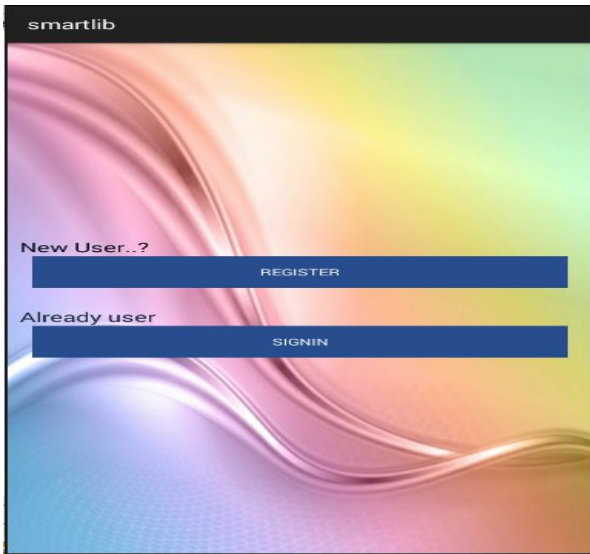 smartlib
New User..?
REGISTER
Already user
SIGNIN